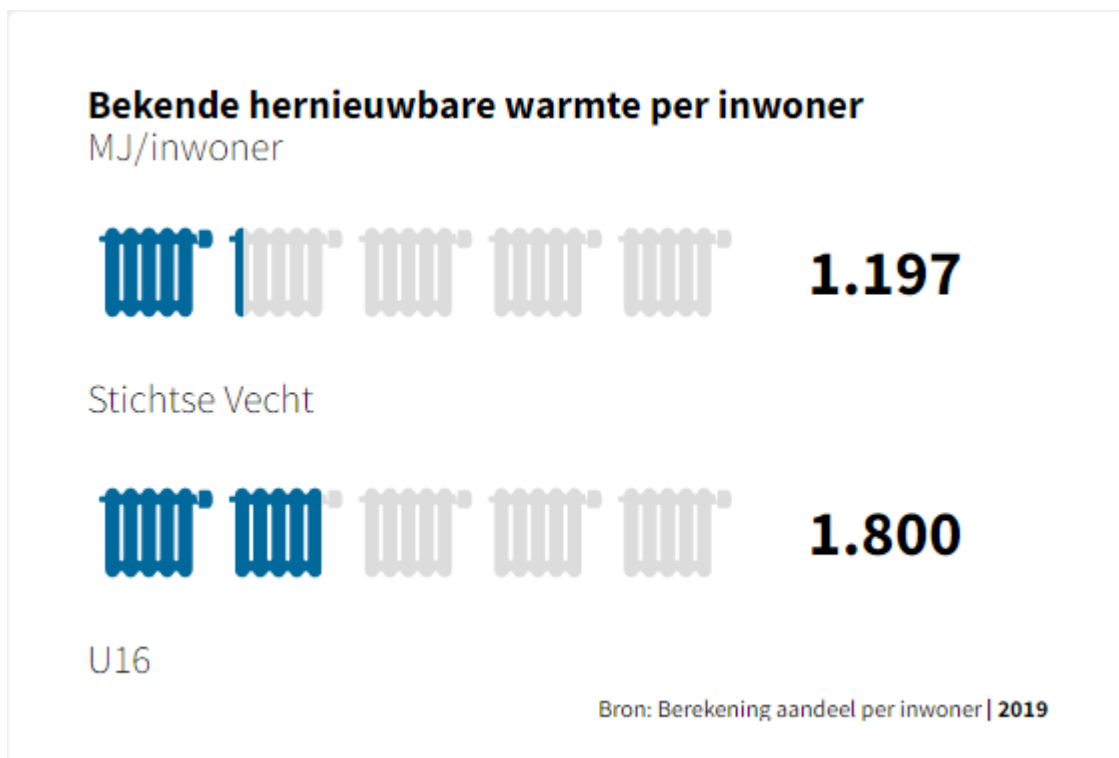 Bekende hernieuwbare warmte per inwoner
MJ/inwoner
1.197
Stichtse Vecht
1.800
U16
Bron: Berekening aandeel per inwoner | 2019